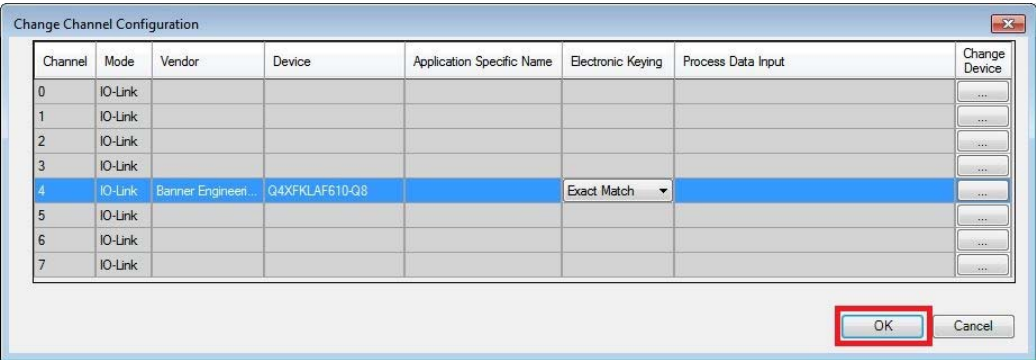 Change Channel Configuration
Channel Mode Vendor Device Application Specific Name Electronic Keying Process Data Input Change Device
0 IO-Link ...
1 IO-Link ...
2 IO-Link ...
3 IO-Link ...
4 IO-Link Banner Engineeri... Q4XFKLAF610-Q8 Exact Match ...
5 IO-Link ...
6 IO-Link ...
7 IO-Link ...
OK Cancel